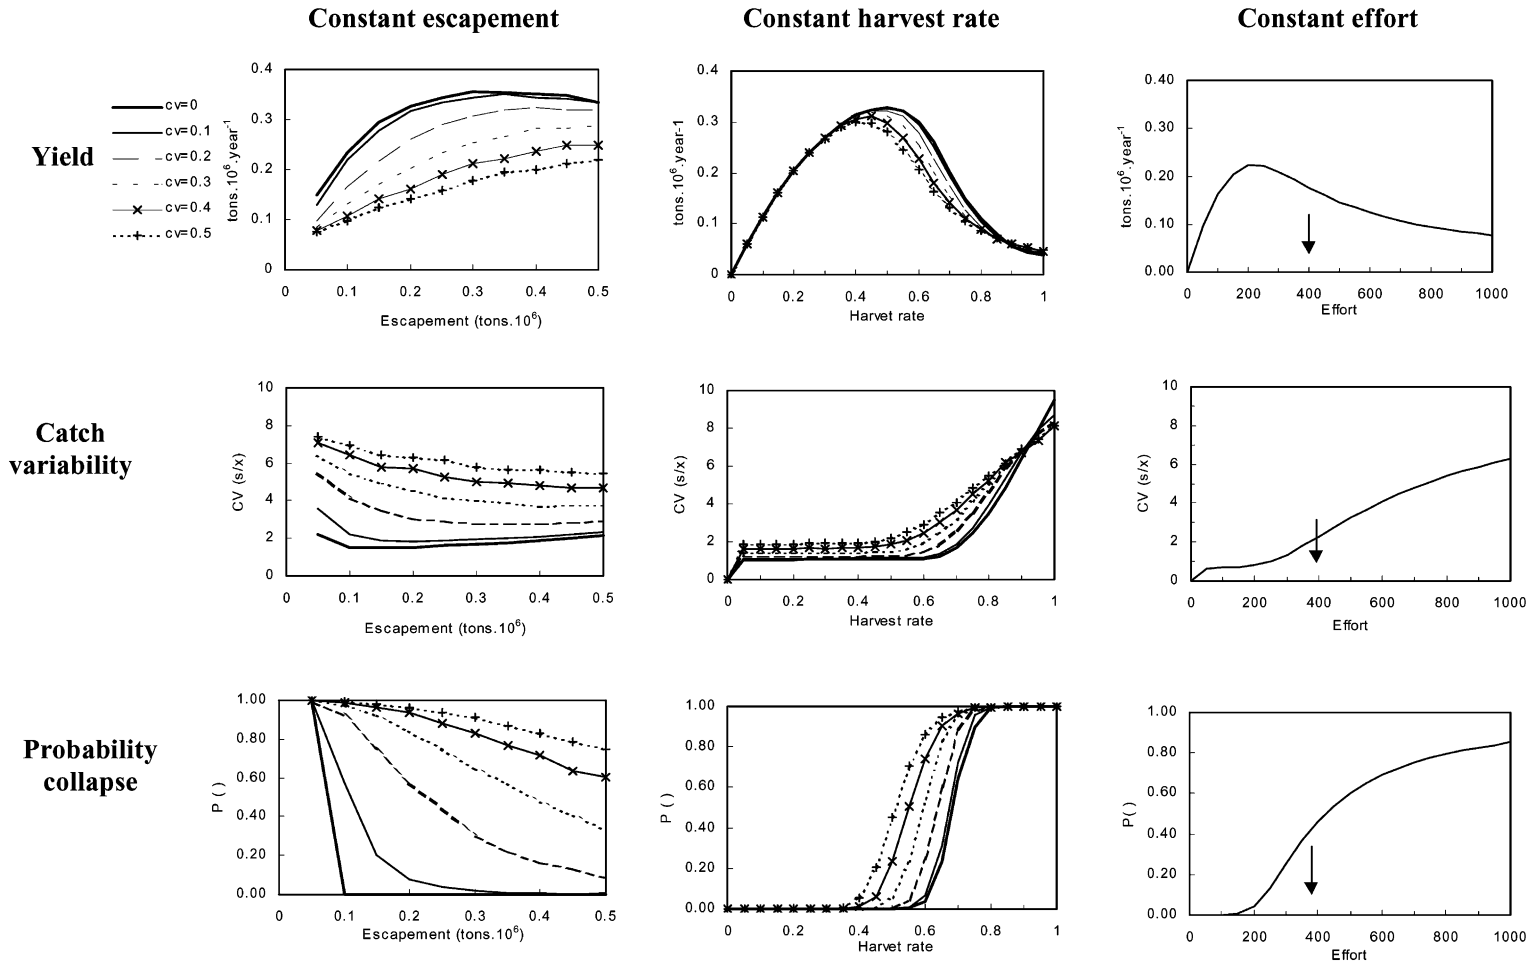 Constant escapement
Constant harvest rate
Constant effort
Yield
cv=0
cv=0.1
cv=0.2
cv=0.3
cv=0.4
cv=0.5
tons.10⁶.year⁻¹
0.4
0.3
0.2
0.1
0
0 0.1 0.2 0.3 0.4 0.5
Escapement (tons.10⁶)
tons.10⁶.year-1
0.4
0.3
0.2
0.1
0
0 0.2 0.4 0.6 0.8 1
Harvet rate
tons.10⁶.year⁻¹
0.40
0.30
0.20
0.10
0.00
0 200 400 600 800 1000
Effort
Catch
variability
CV (s/x)
10
8
6
4
2
0
0 0.1 0.2 0.3 0.4 0.5
Escapement (tons.10⁶)
CV (s/x)
10
8
6
4
2
0
0 0.2 0.4 0.6 0.8 1
Harvest rate
CV (s/x)
10
8
6
4
2
0
0 200 400 600 800 1000
Effort
Probability
collapse
P ( )
1.00
0.80
0.60
0.40
0.20
0.00
0 0.1 0.2 0.3 0.4 0.5
Escapement (tons.10⁶)
P ( )
1.00
0.80
0.60
0.40
0.20
0.00
0 0.2 0.4 0.6 0.8 1
Harvet rate
P( )
1.00
0.80
0.60
0.40
0.20
0.00
0 200 400 600 800 1000
Effort